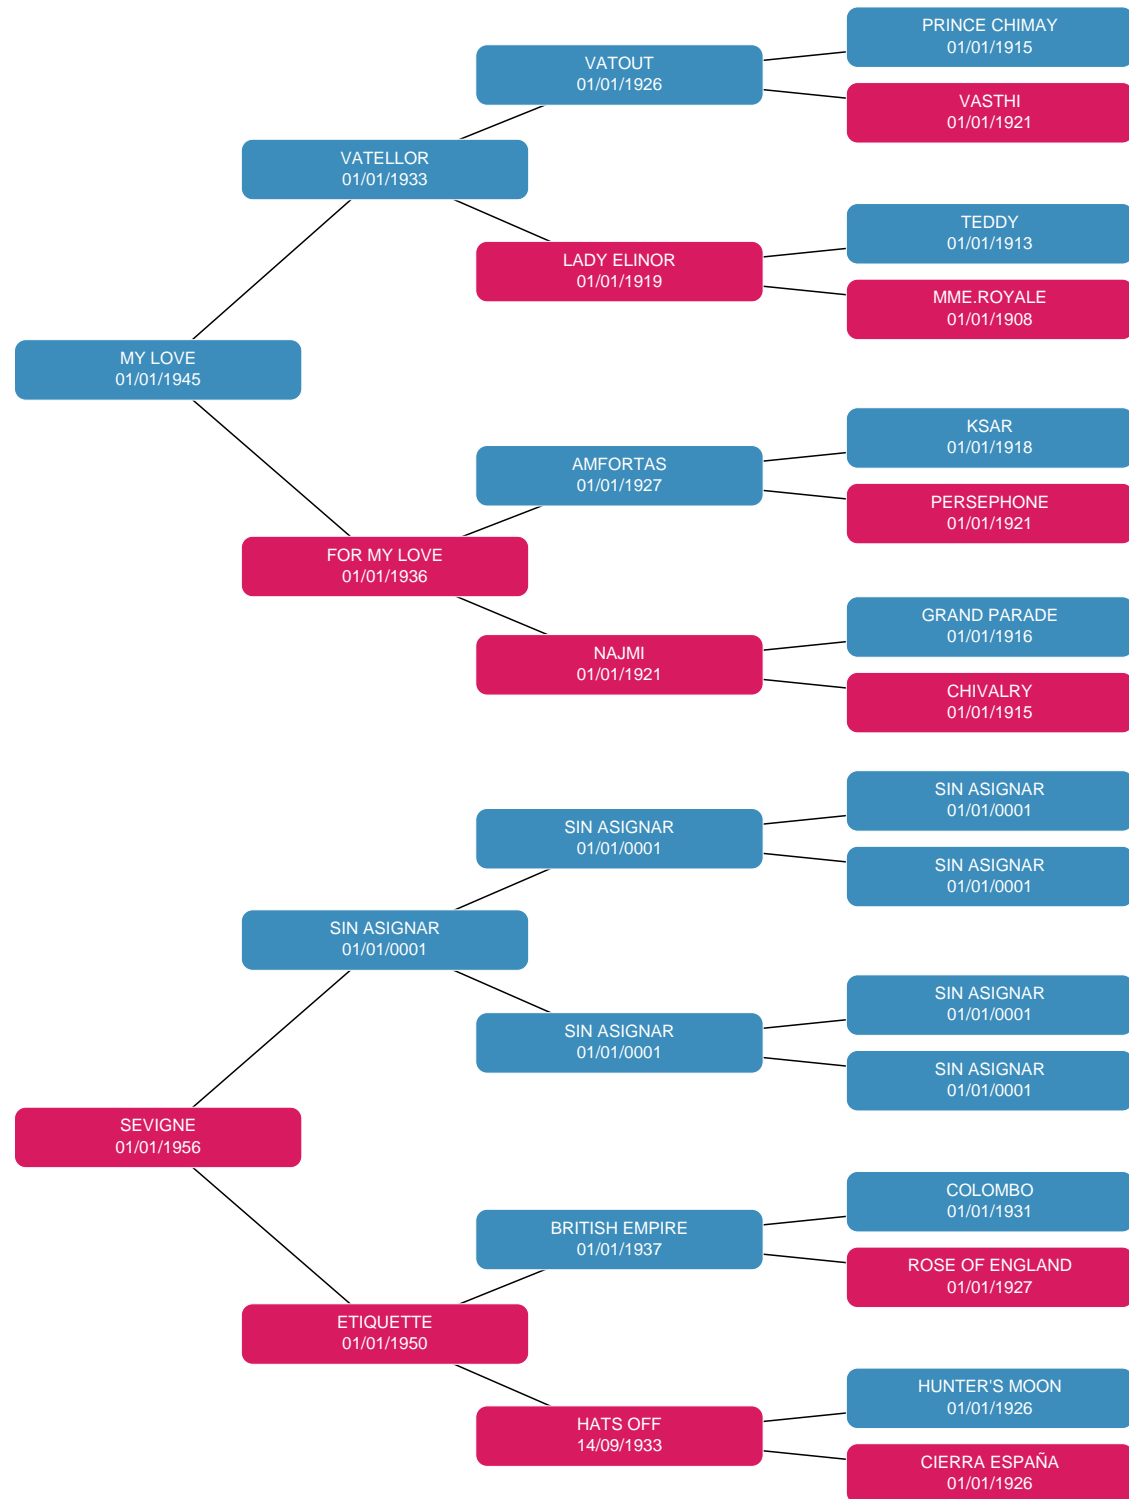 PRINCE CHIMAY
01/01/1915
VATOUT
01/01/1926
VASTHI
01/01/1921
VATELLOR
01/01/1933
TEDDY
01/01/1913
LADY ELINOR
01/01/1919
MME.ROYALE
01/01/1908
MY LOVE
01/01/1945
KSAR
01/01/1918
AMFORTAS
01/01/1927
PERSEPHONE
01/01/1921
FOR MY LOVE
01/01/1936
GRAND PARADE
01/01/1916
NAJMI
01/01/1921
CHIVALRY
01/01/1915
SIN ASIGNAR
01/01/0001
SIN ASIGNAR
01/01/0001
SIN ASIGNAR
01/01/0001
SIN ASIGNAR
01/01/0001
SIN ASIGNAR
01/01/0001
SIN ASIGNAR
01/01/0001
SIN ASIGNAR
01/01/0001
SEVIGNE
01/01/1956
COLOMBO
01/01/1931
BRITISH EMPIRE
01/01/1937
ROSE OF ENGLAND
01/01/1927
ETIQUETTE
01/01/1950
HUNTER'S MOON
01/01/1926
HATS OFF
14/09/1933
CIERRA ESPAÑA
01/01/1926